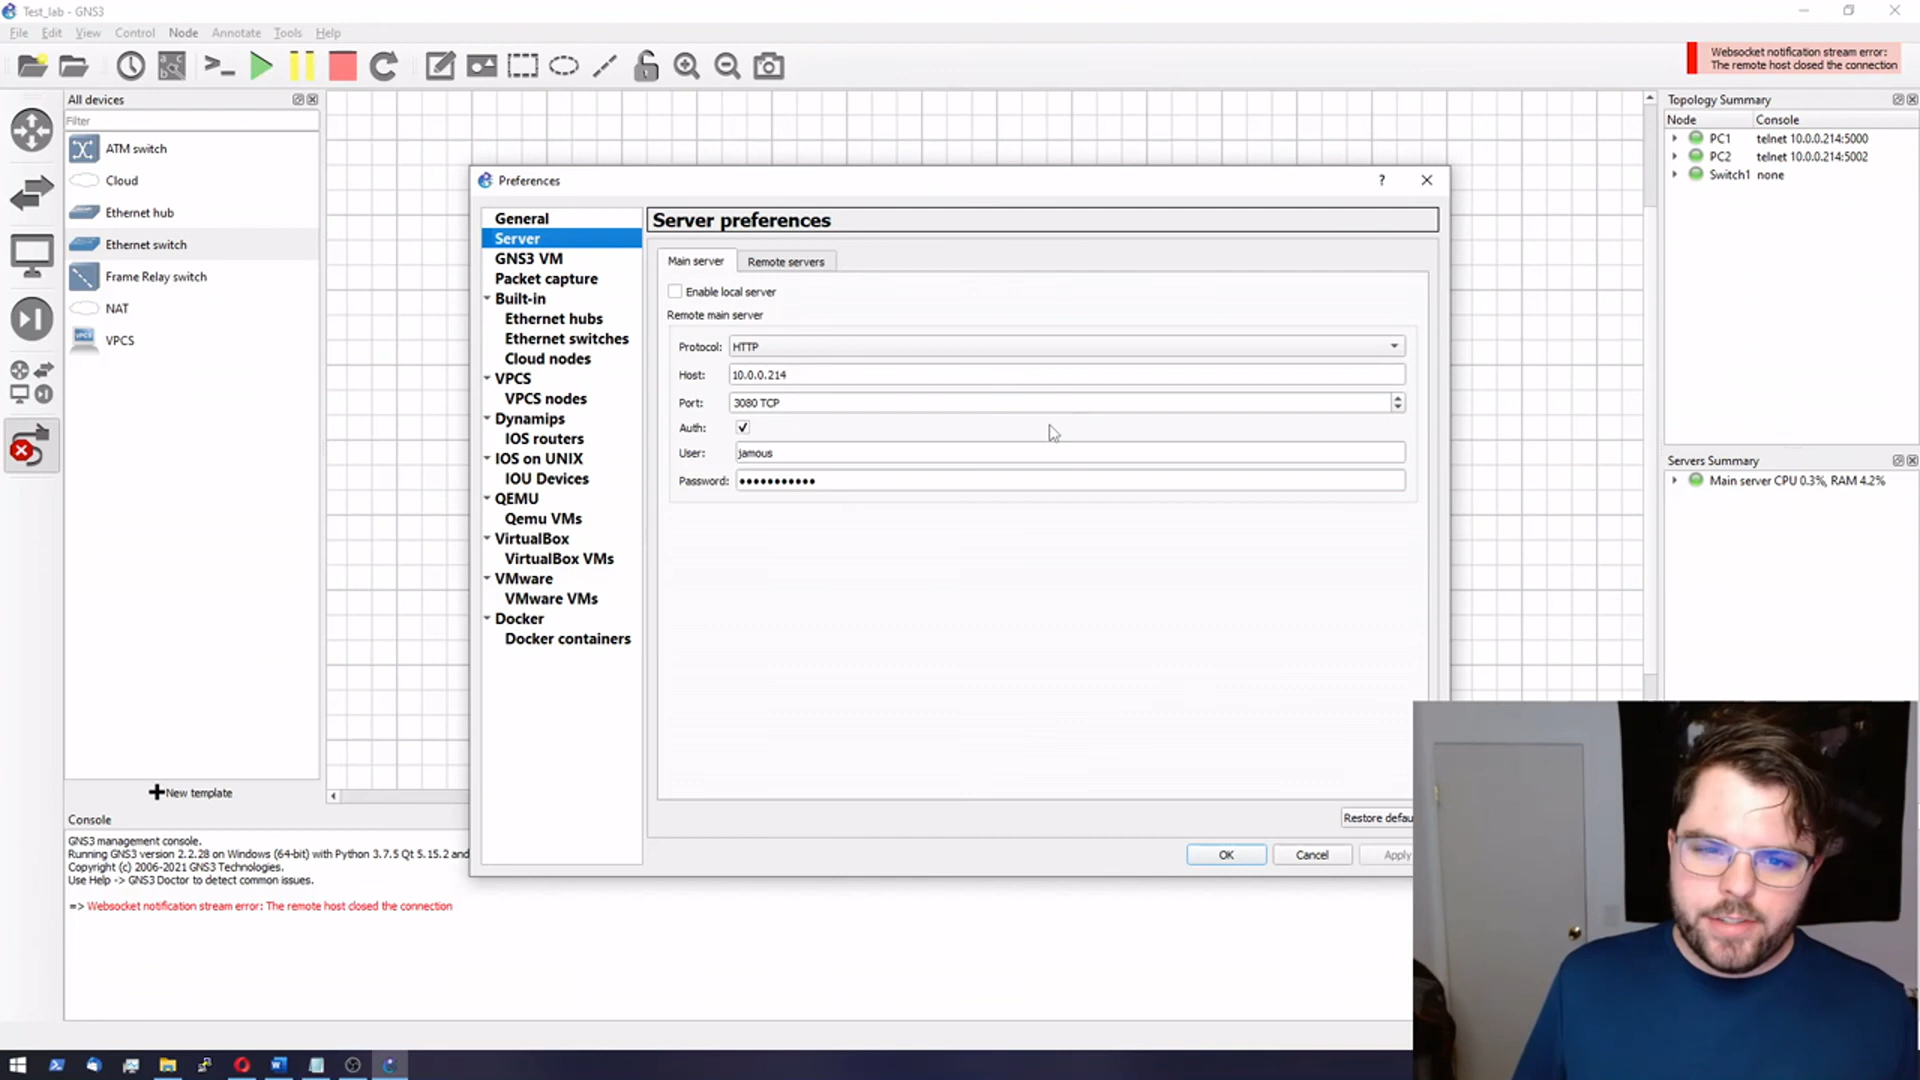 Test_lab - GNS3
File Edit View Control Node Annotate Tools Help
Websocket notification stream error:
The remote host closed the connection
All devices
Filter
ATM switch
Cloud
Ethernet hub
Ethernet switch
Frame Relay switch
NAT
VPCS
New template
Preferences
?
General
Server
GNS3 VM
Packet capture
Built-in
Ethernet hubs
Ethernet switches
Cloud nodes
VPCS
VPCS nodes
Dynamips
IOS routers
IOS on UNIX
IOU Devices
QEMU
Qemu VMs
VirtualBox
VirtualBox VMs
VMware
VMware VMs
Docker
Docker containers
Server preferences
Main server Remote servers
Enable local server
Remote main server
Protocol: HTTP
Host: 10.0.0.214
Port: 3080 TCP
Auth:
User: jamous
Password: •••••••••••
Restore defau
OK Cancel Apply
Topology Summary
Node Console
PC1 telnet 10.0.0.214:5000
PC2 telnet 10.0.0.214:5002
Switch1 none
Servers Summary
Main server CPU 0.3%, RAM 4.2%
Console
GNS3 management console.
Running GNS3 version 2.2.28 on Windows (64-bit) with Python 3.7.5 Qt 5.15.2 and
Copyright (c) 2006-2021 GNS3 Technologies.
Use Help -> GNS3 Doctor to detect common issues.
=> Websocket notification stream error: The remote host closed the connection